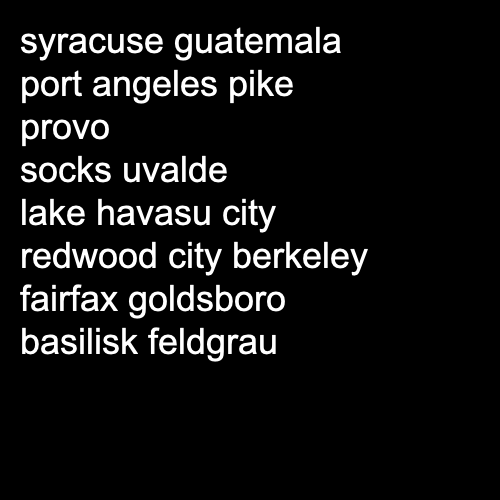 syracuse guatemala
port angeles pike
provo
socks uvalde
lake havasu city
redwood city berkeley
fairfax goldsboro
basilisk feldgrau